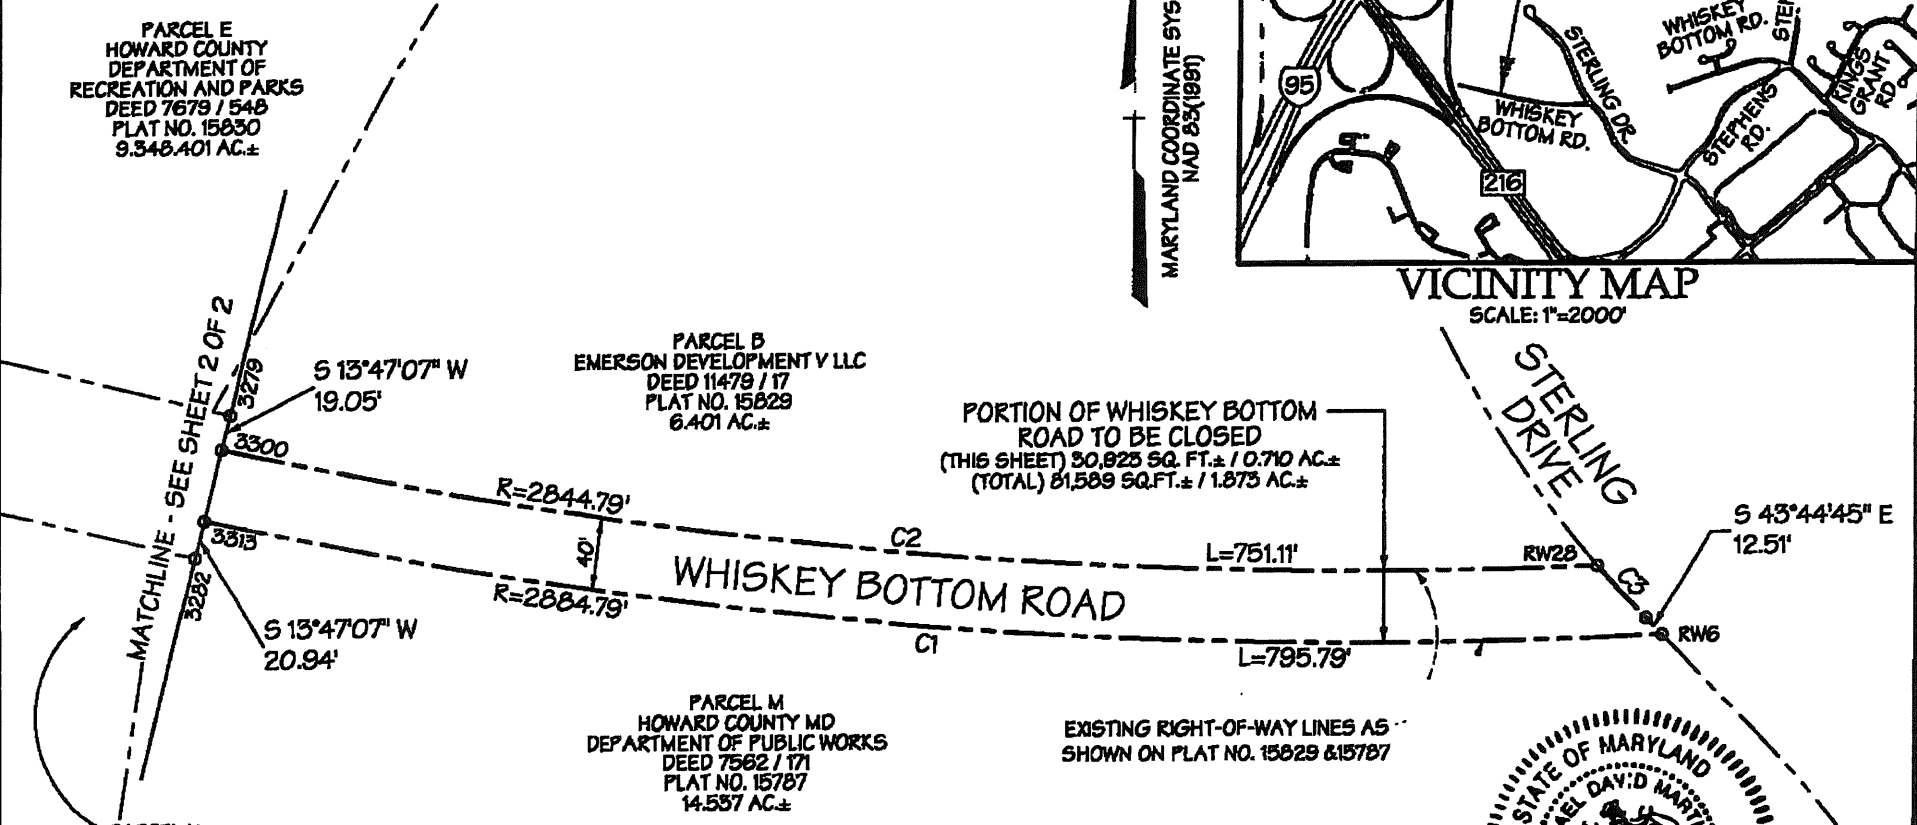 PARCEL E
HOWARD COUNTY
DEPARTMENT OF
RECREATION AND PARKS
DEED 7679 / 548
PLAT NO. 15830
9.348.401 AC.±
MARYLAND COORDINATE SYS
NAD 83(1991)
95
216
STERLING DR.
WHISKEY
BOTTOM RD.
WHISKEY
BOTTOM RD.
STEPHENS
RD.
KINGS
GRANT
RD
VICINITY MAP
SCALE: 1"=2000'
MATCHLINE - SEE SHEET 2 OF 2
3279
S 13°47'07" W
19.05'
3300
3313
3282
S 13°47'07" W
20.94'
PARCEL B
EMERSON DEVELOPMENT V LLC
DEED 11479 / 17
PLAT NO. 15829
6.401 AC.±
PORTION OF WHISKEY BOTTOM
ROAD TO BE CLOSED
(THIS SHEET) 30,923 SQ. FT.± / 0.710 AC.±
(TOTAL) 81,589 SQ.FT.± / 1.873 AC.±
STERLING
DRIVE
S 43°44'45" E
12.51'
R=2844.79'
C2
L=751.11'
RW28
C3
40'
WHISKEY BOTTOM ROAD
R=2884.79'
C1
L=795.79'
RW6
PARCEL M
HOWARD COUNTY MD
DEPARTMENT OF PUBLIC WORKS
DEED 7562 / 171
PLAT NO. 15787
14.537 AC.±
EXISTING RIGHT-OF-WAY LINES AS
SHOWN ON PLAT NO. 15829 &15787
STATE OF MARYLAND
DAVID